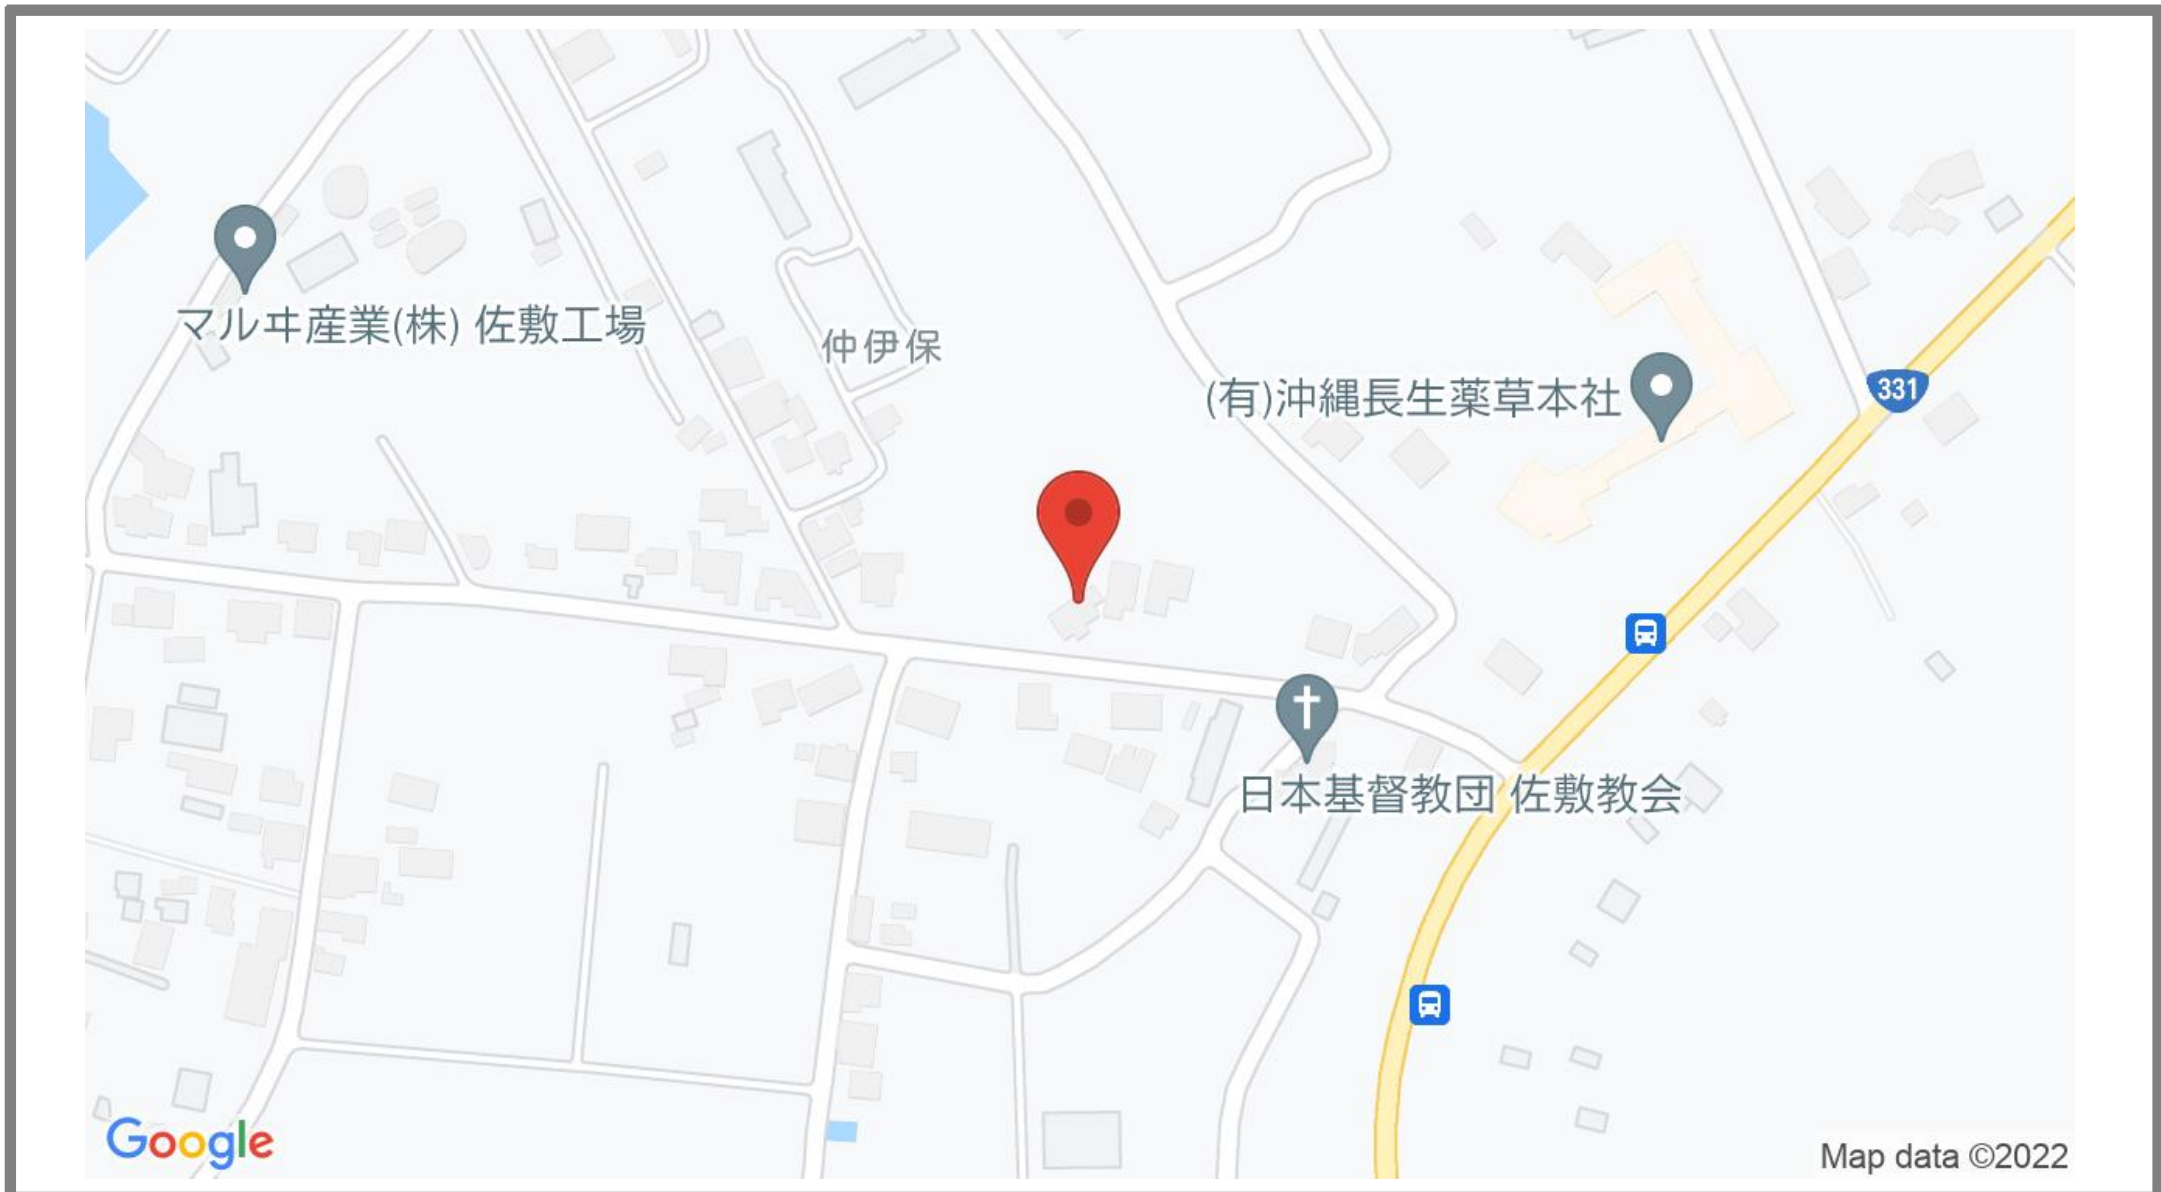 マルヰ産業(株) 佐敷工場
仲伊保
(有)沖縄長生薬草本社
331
日本基督教団 佐敷教会
Google
Map data ©2022